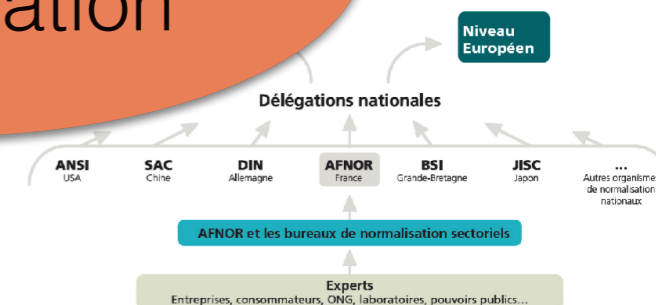 ation
Niveau
Européen
Délégations nationales
ANSI
USA
SAC
Chine
DIN
Allemagne
AFNOR
France
BSI
Grande-Bretagne
JISC
Japon
...
Autres organismes
de normalisation
nationaux
AFNOR et les bureaux de normalisation sectoriels
Experts
Entreprises, consommateurs, ONG, laboratoires, pouvoirs publics...